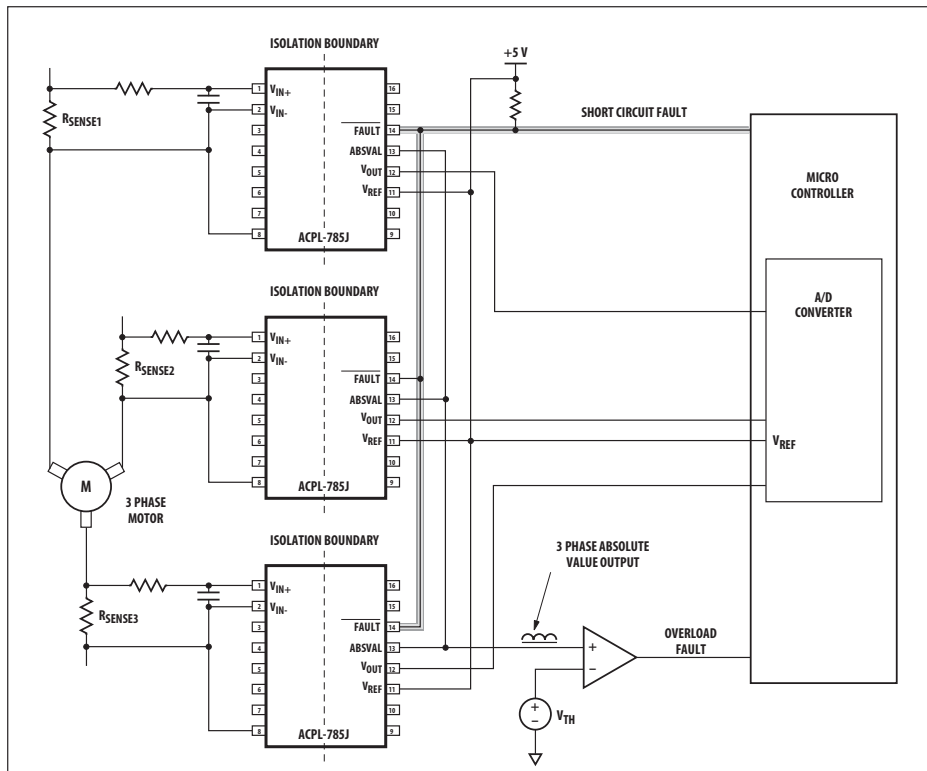 ISOLATION BOUNDARY
+5 V
1 V_IN+ 16
2 V_IN- 15
R_SENSE1
3 FAULT 14
SHORT CIRCUIT FAULT
4 ABSVAL 13
5 V_OUT 12
6 V_REF 11
7 10
8 9
ACPL-785J
MICRO
CONTROLLER
ISOLATION BOUNDARY
A/D
CONVERTER
1 V_IN+ 16
2 V_IN- 15
R_SENSE2
3 FAULT 14
4 ABSVAL 13
5 V_OUT 12
6 V_REF 11
V_REF
7 10
8 9
ACPL-785J
M
3 PHASE
MOTOR
ISOLATION BOUNDARY
3 PHASE ABSOLUTE
VALUE OUTPUT
1 V_IN+ 16
2 V_IN- 15
R_SENSE3
3 FAULT 14
4 ABSVAL 13
5 V_OUT 12
6 V_REF 11
7 10
8 9
ACPL-785J
+
−
OVERLOAD
FAULT
+
−
V_TH